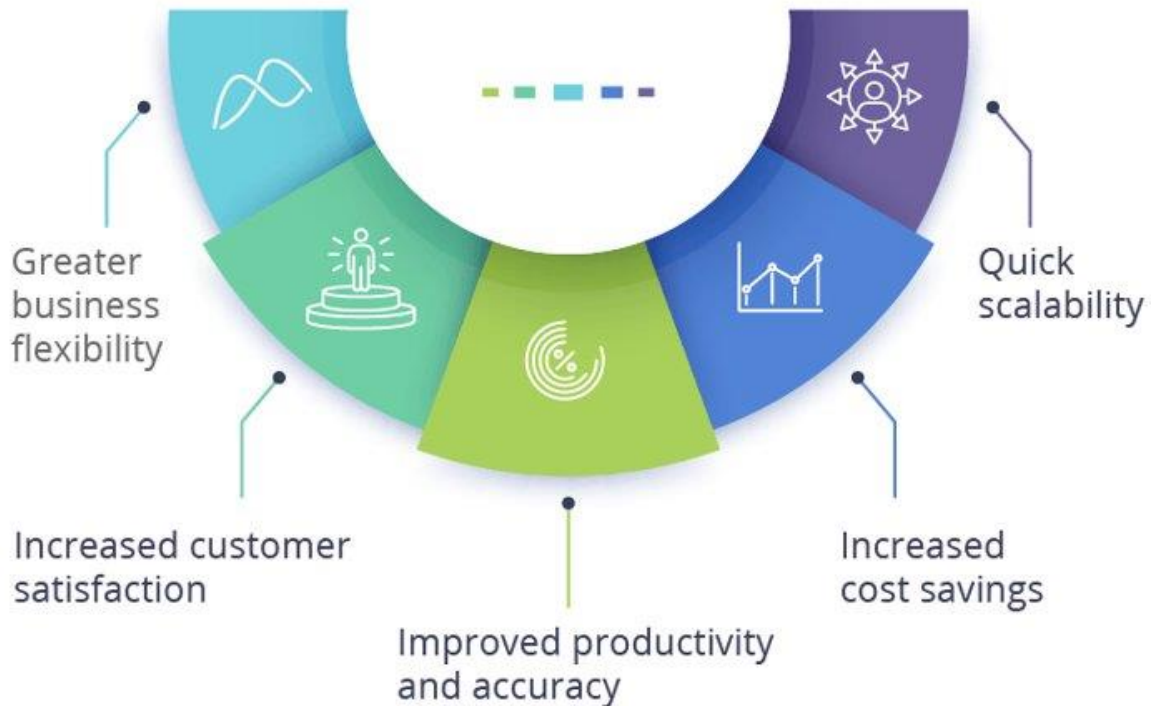 Greater
business
flexibility
Increased customer
satisfaction
Improved productivity
and accuracy
Increased
cost savings
Quick
scalability
%